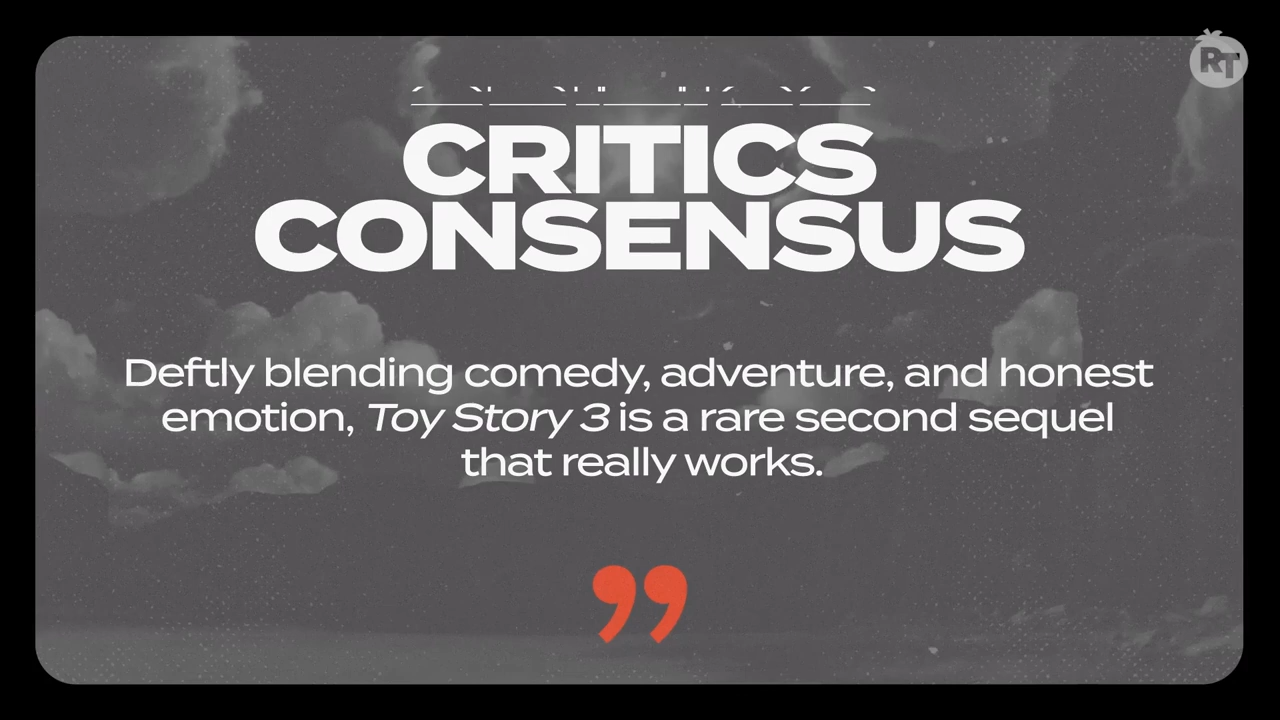 RT
CRITICS
CONSENSUS
Deftly blending comedy, adventure, and honest
emotion, Toy Story 3 is a rare second sequel
that really works.
”